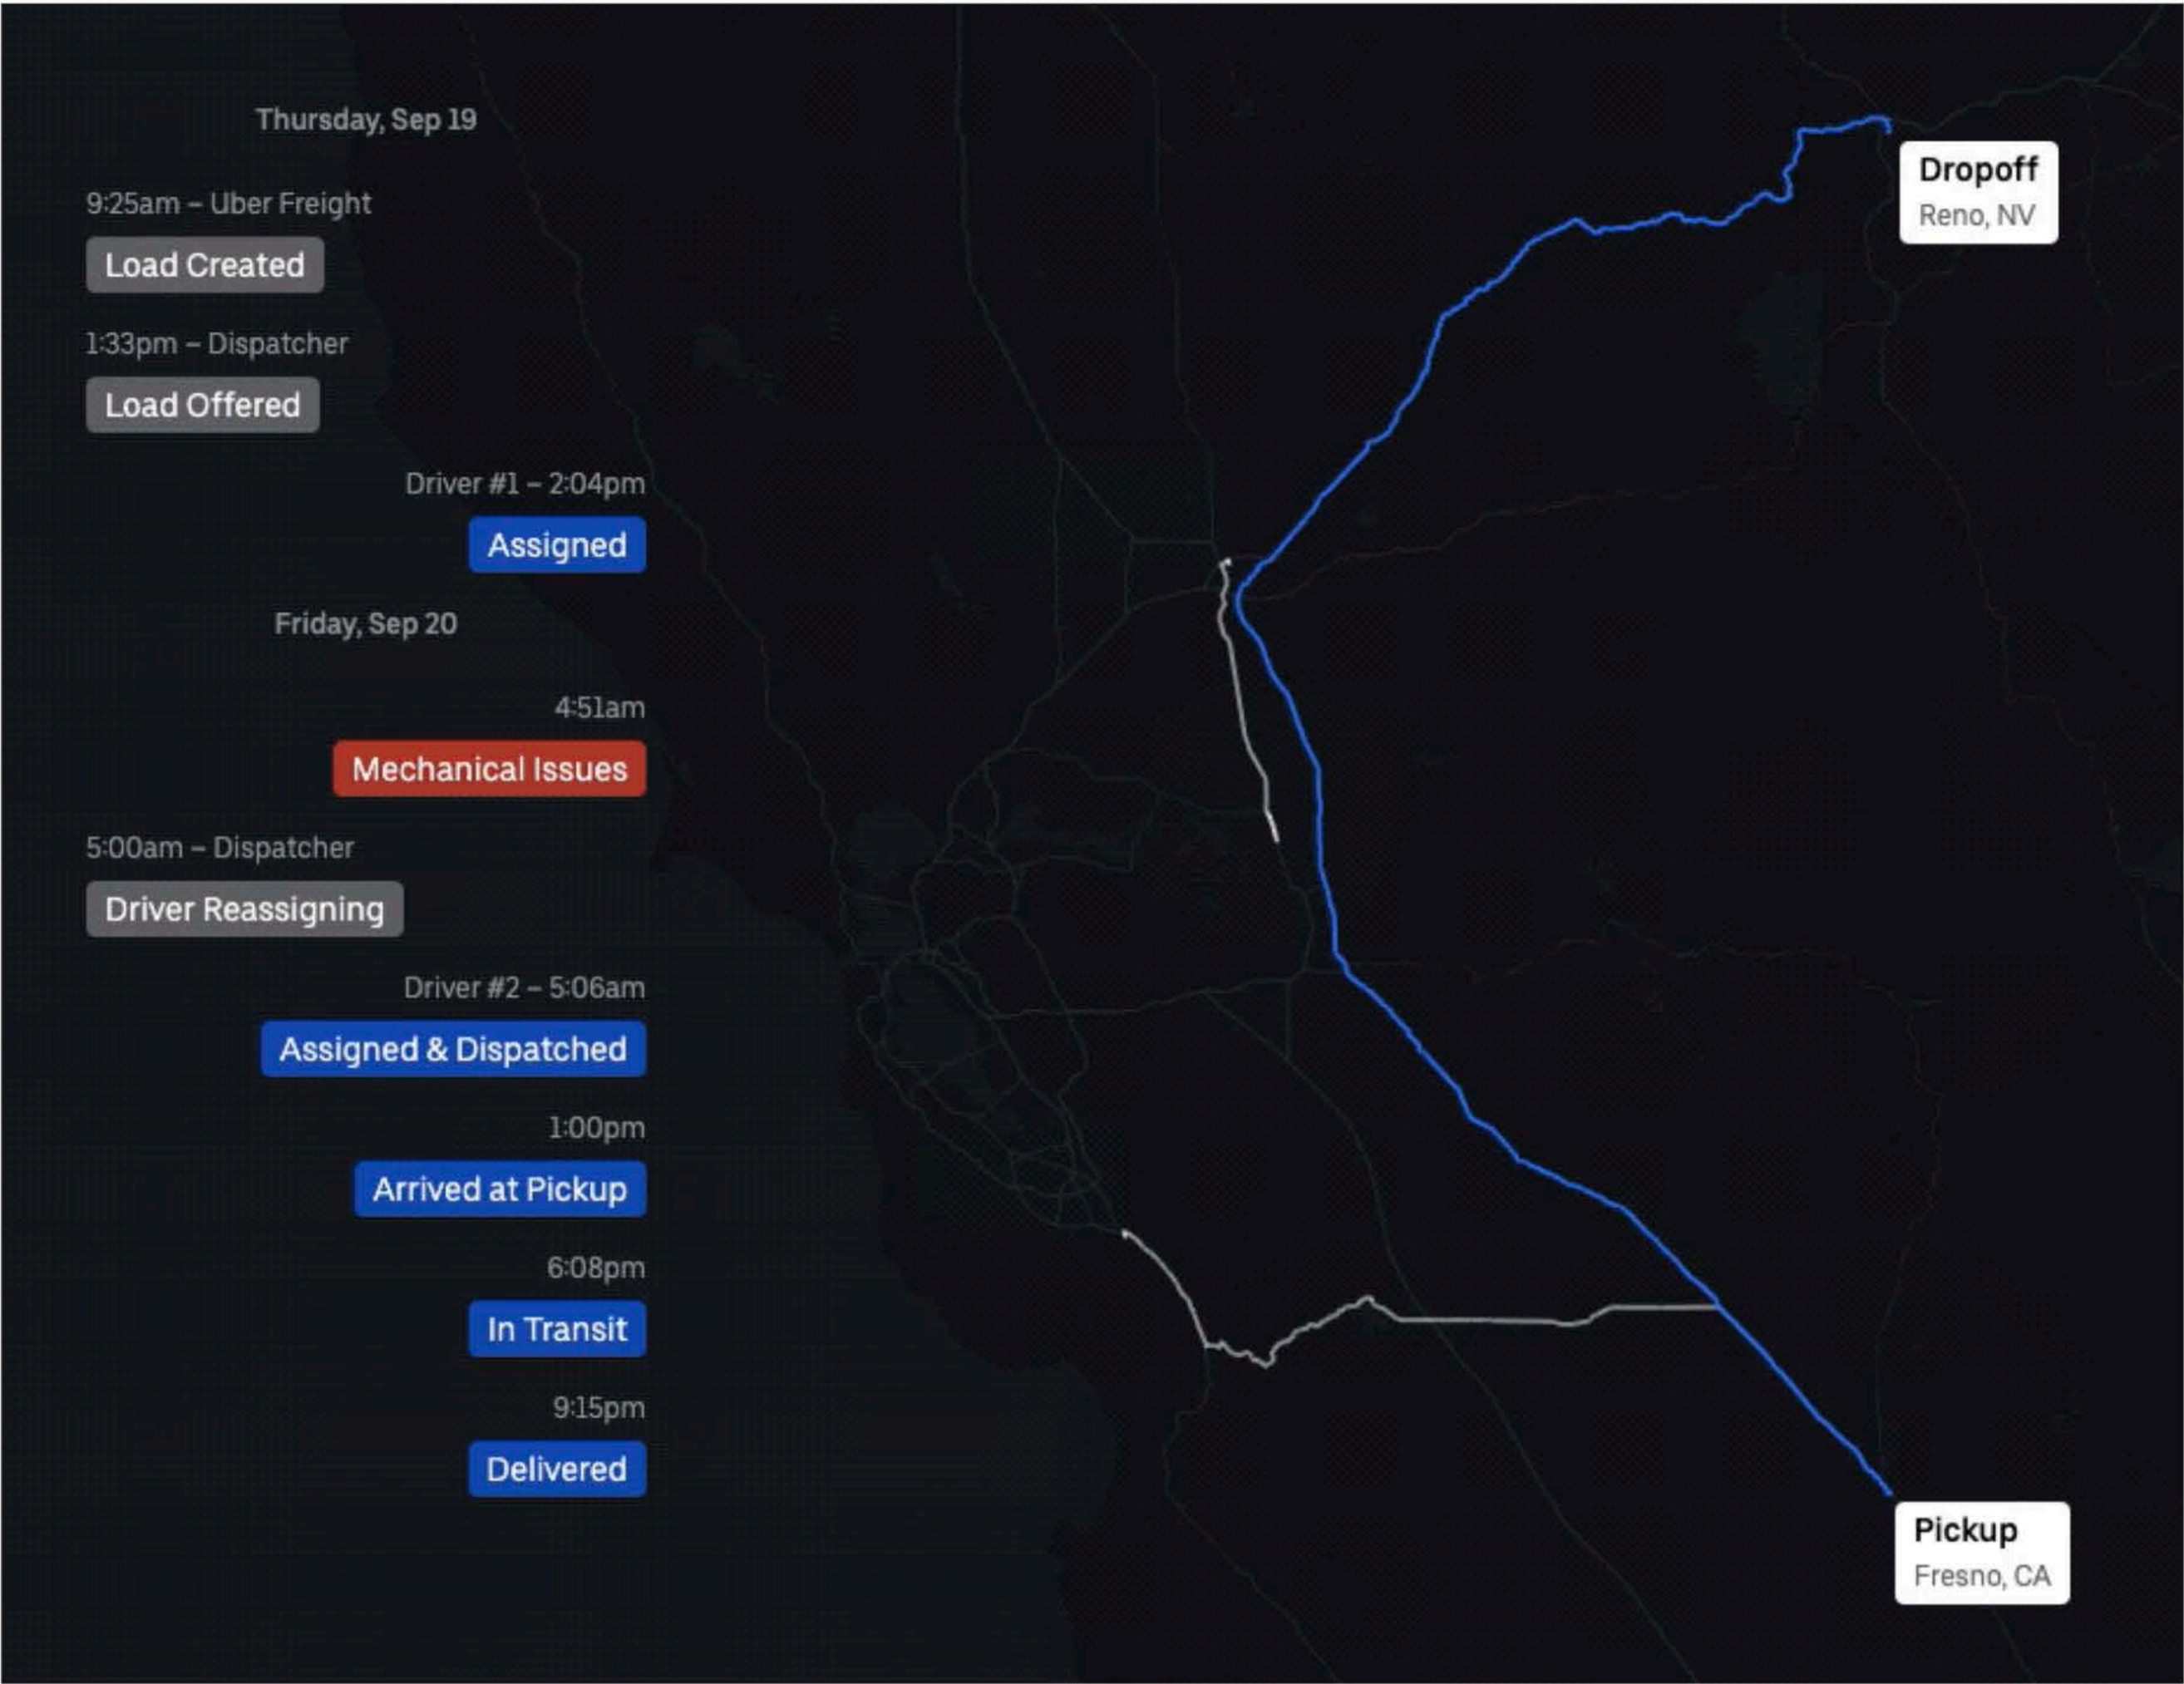 Thursday, Sep 19
9:25am – Uber Freight
Load Created
1:33pm – Dispatcher
Load Offered
Driver #1 – 2:04pm
Assigned
Friday, Sep 20
4:51am
Mechanical Issues
5:00am – Dispatcher
Driver Reassigning
Driver #2 – 5:06am
Assigned & Dispatched
1:00pm
Arrived at Pickup
6:08pm
In Transit
9:15pm
Delivered
Dropoff
Reno, NV
Pickup
Fresno, CA